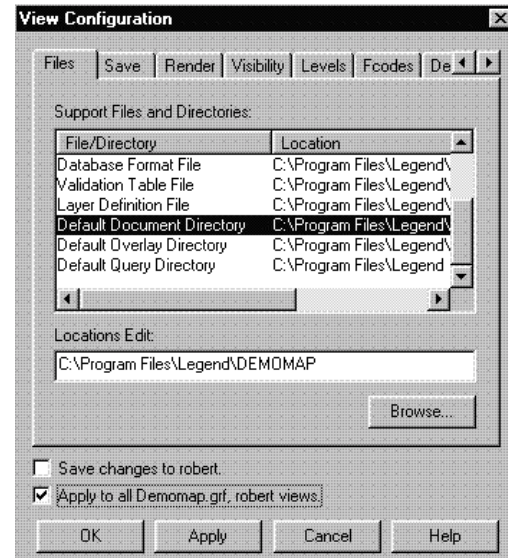 View Configuration
Files Save Render Visibility Levels Fcodes De
Support Files and Directories:
File/Directory Location
Database Format File C:\Program Files\Legend\
Validation Table File C:\Program Files\Legend\
Layer Definition File C:\Program Files\Legend\
Default Document Directory C:\Program Files\Legend\
Default Overlay Directory C:\Program Files\Legend\
Default Query Directory C:\Program Files\Legend
Locations Edit:
C:\Program Files\Legend\DEMOMAP
Browse...
Save changes to robert.
Apply to all Demomap.grf, robert views.
OK Apply Cancel Help